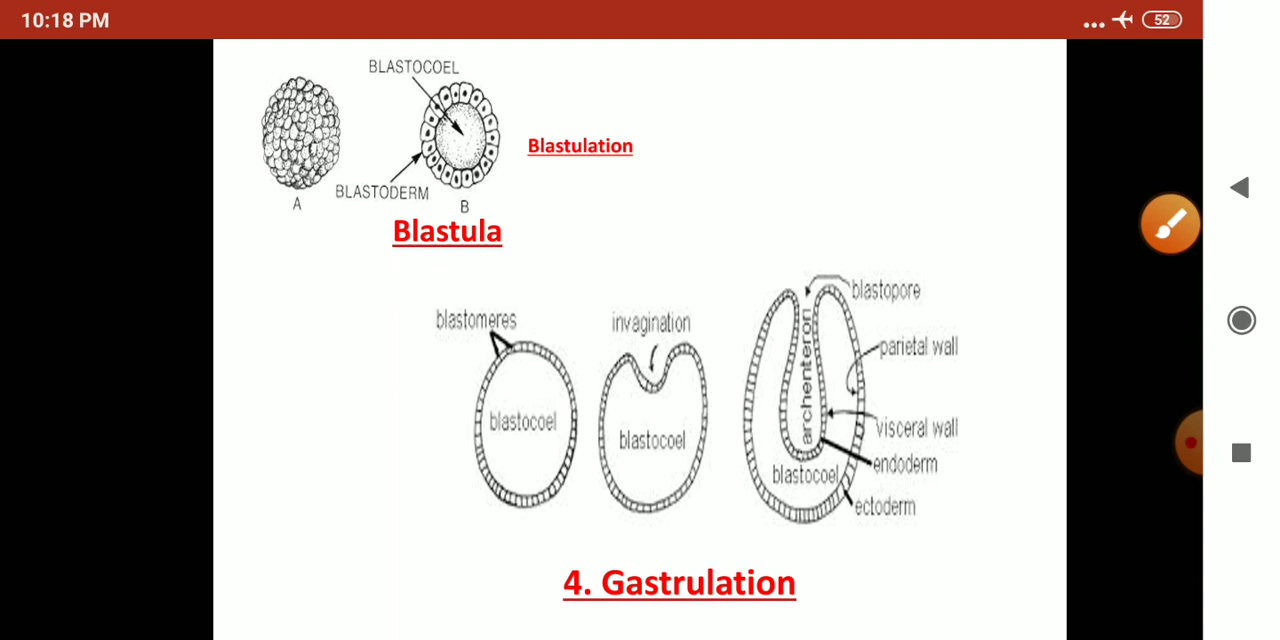 10:18 PM
52
BLASTOCOEL
Blastulation
BLASTODERM
A
B
Blastula
blastopore
blastomeres
invagination
parietal wall
archenteron
blastocoel
blastocoel
visceral wall
endoderm
blastocoel
ectoderm
4. Gastrulation